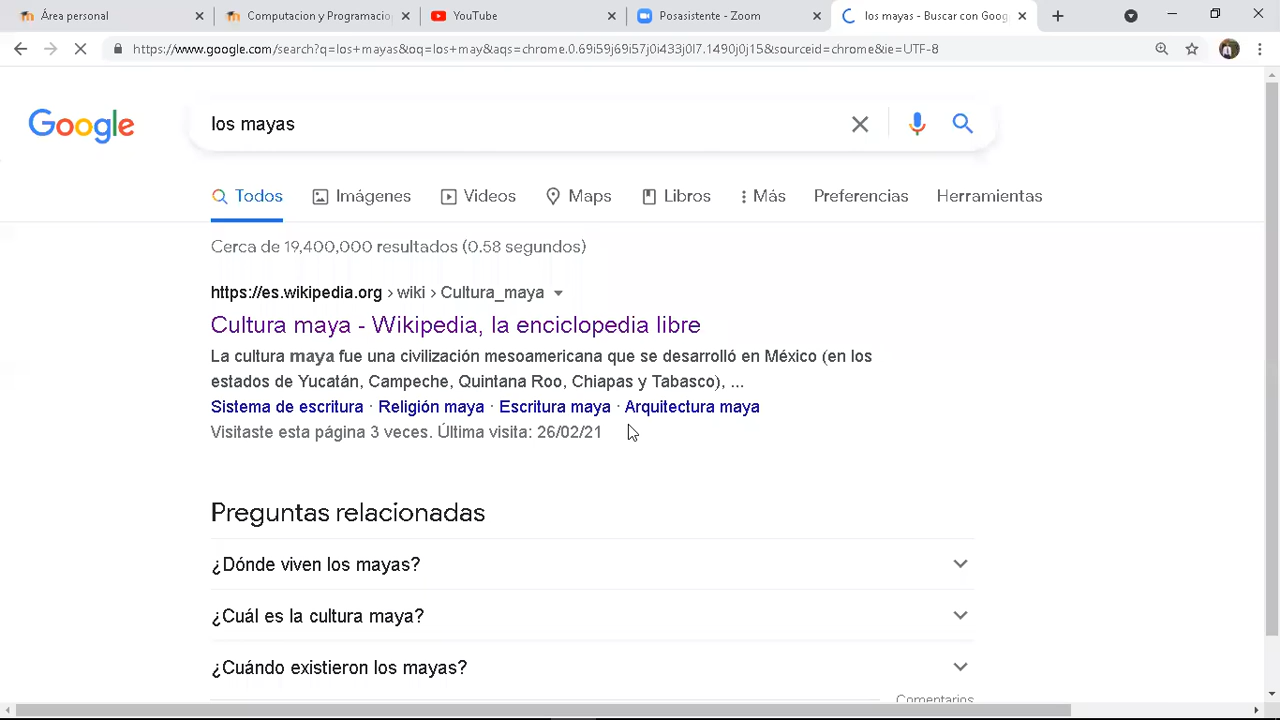 Área personal
Computacion y Programacio
YouTube
Posasistente - Zoom
los mayas - Buscar con Goog
https://www.google.com/search?q=los+mayas&oq=los+may&aqs=chrome.0.69i59j69i57j0i433j0l7.1490j0j15&sourceid=chrome&ie=UTF-8
Google
los mayas
Todos
Imágenes
Videos
Maps
Libros
Más
Preferencias
Herramientas
Cerca de 19,400,000 resultados (0.58 segundos)
https://es.wikipedia.org › wiki › Cultura_maya
Cultura maya - Wikipedia, la enciclopedia libre
La cultura maya fue una civilización mesoamericana que se desarrolló en México (en los
estados de Yucatán, Campeche, Quintana Roo, Chiapas y Tabasco), ...
Sistema de escritura · Religión maya · Escritura maya · Arquitectura maya
Visitaste esta página 3 veces. Última visita: 26/02/21
Preguntas relacionadas
¿Dónde viven los mayas?
¿Cuál es la cultura maya?
¿Cuándo existieron los mayas?
Comentarios